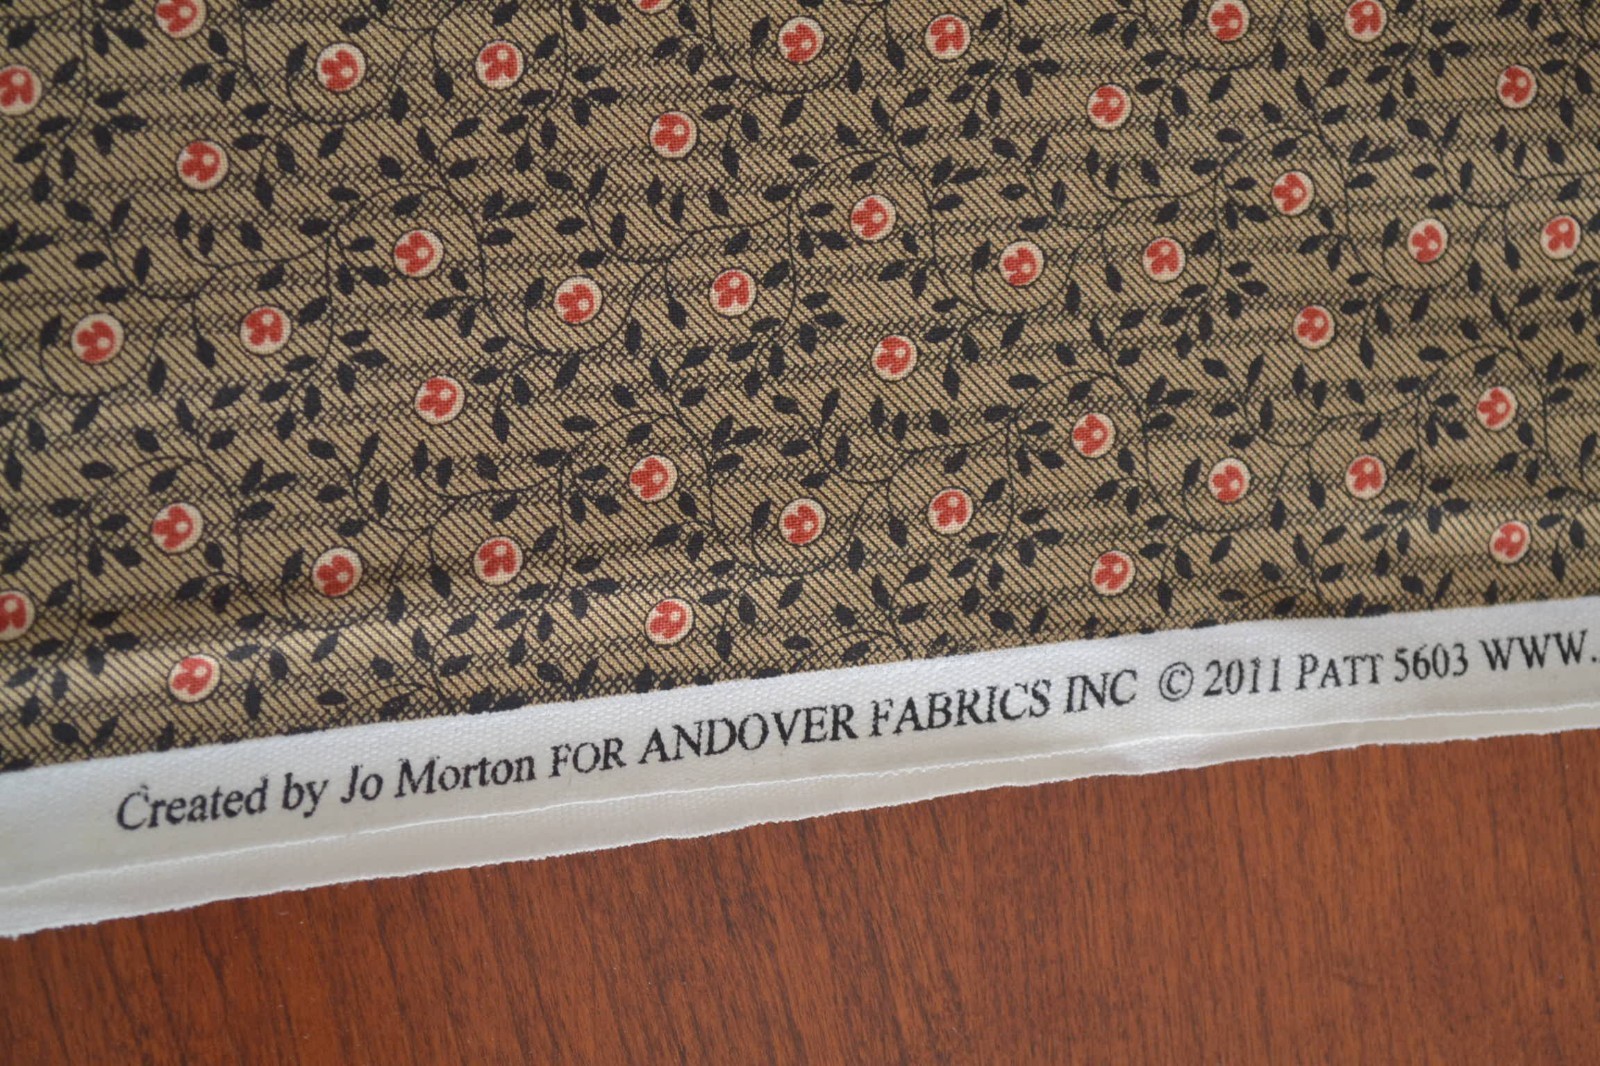 Created by Jo Morton FOR ANDOVER FABRICS INC © 2011 PATT 5603 WWW.